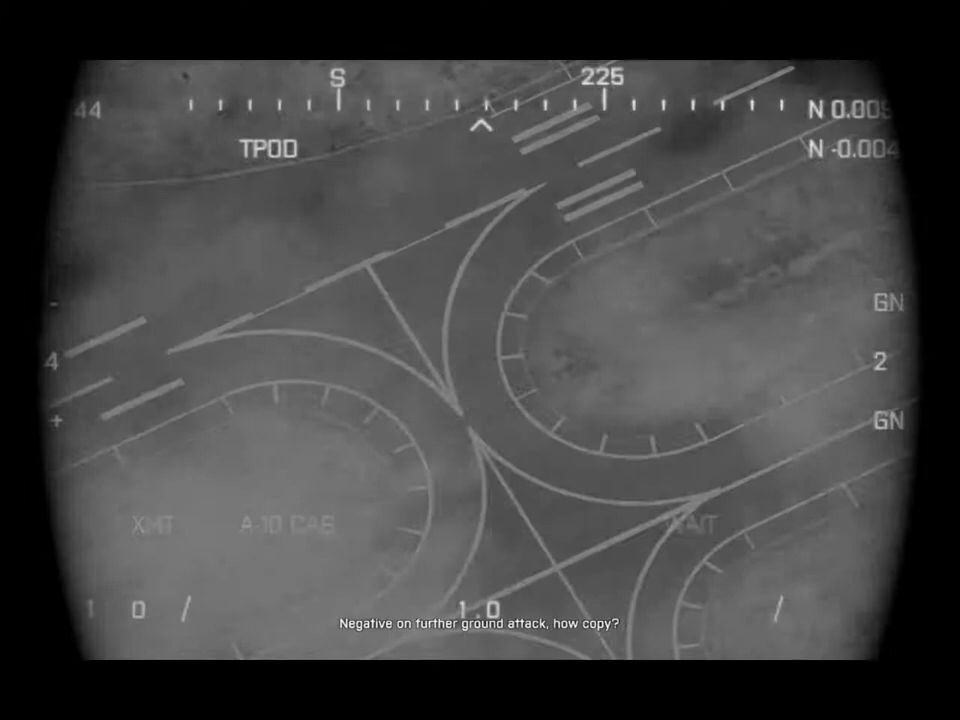 S 225
44 N 0.005
TPOD N -0.004
- GN
4 2
+ GN
XMT A-10 CAS WAIT
1 0 / 1.0 /
Negative on further ground attack, how copy?